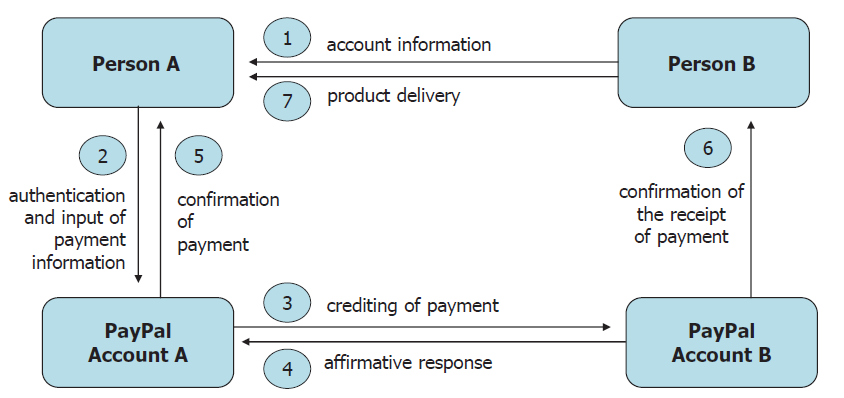 Person A
1
account information
Person B
7
product delivery
2
authentication
and input of
payment
information
5
confirmation
of
payment
6
confirmation of
the receipt
of payment
PayPal
Account A
3
crediting of payment
4
affirmative response
PayPal
Account B